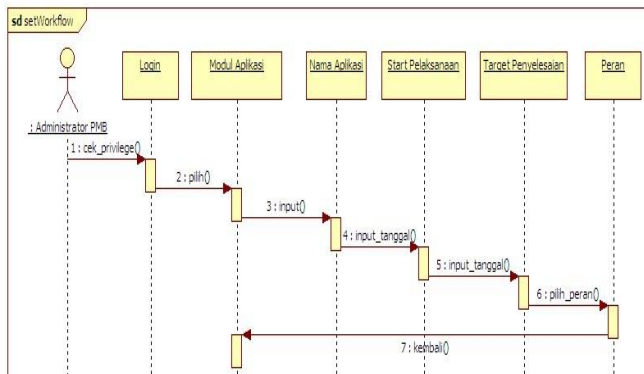 sd setWorkflow
Login
Modul Aplikasi
Nama Aplikasi
Start Pelaksanaan
Target Penyelesaian
Peran
: Administrator PMB
1 : cek_privilege()
2 : pilih()
3 : input()
4 : input_tanggal()
5 : input_tanggal()
6 : pilih_peran()
7 : kembali()